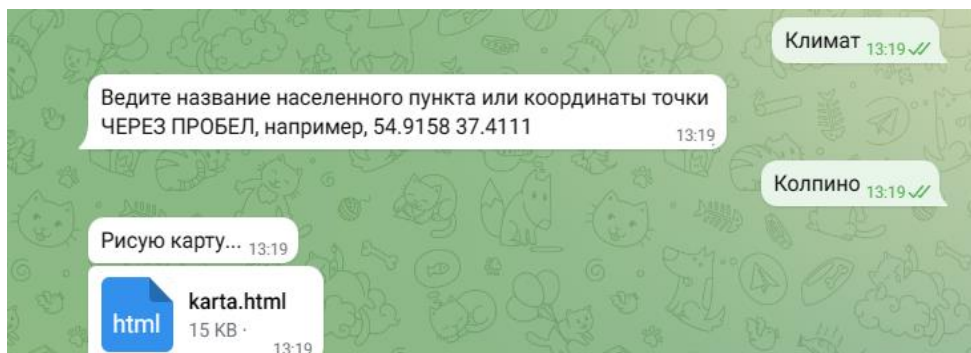 Климат 13:19
Ведите название населенного пункта или координаты точки
ЧЕРЕЗ ПРОБЕЛ, например, 54.9158 37.4111 13:19
Колпино 13:19
Рисую карту... 13:19
karta.html
html 15 KB ·
13:19